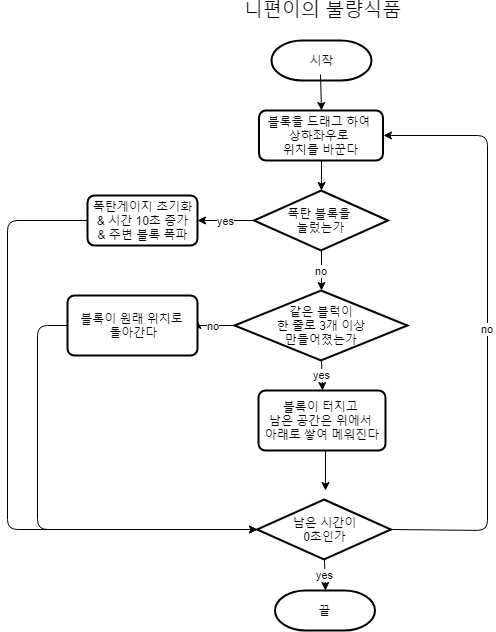 니편이의 불량식품
시작
블록을 드래그 하여
상하좌우로
위치를 바꾼다
폭탄 블록을
눌렀는가
yes
폭탄게이지 초기화
& 시간 10초 증가
& 주변 블록 폭파
no
같은 블럭이
한 줄로 3개 이상
만들어졌는가
no
블록이 원래 위치로
돌아간다
yes
블록이 터지고
남은 공간은 위에서
아래로 쌓여 메워진다
no
남은 시간이
0초인가
yes
끝